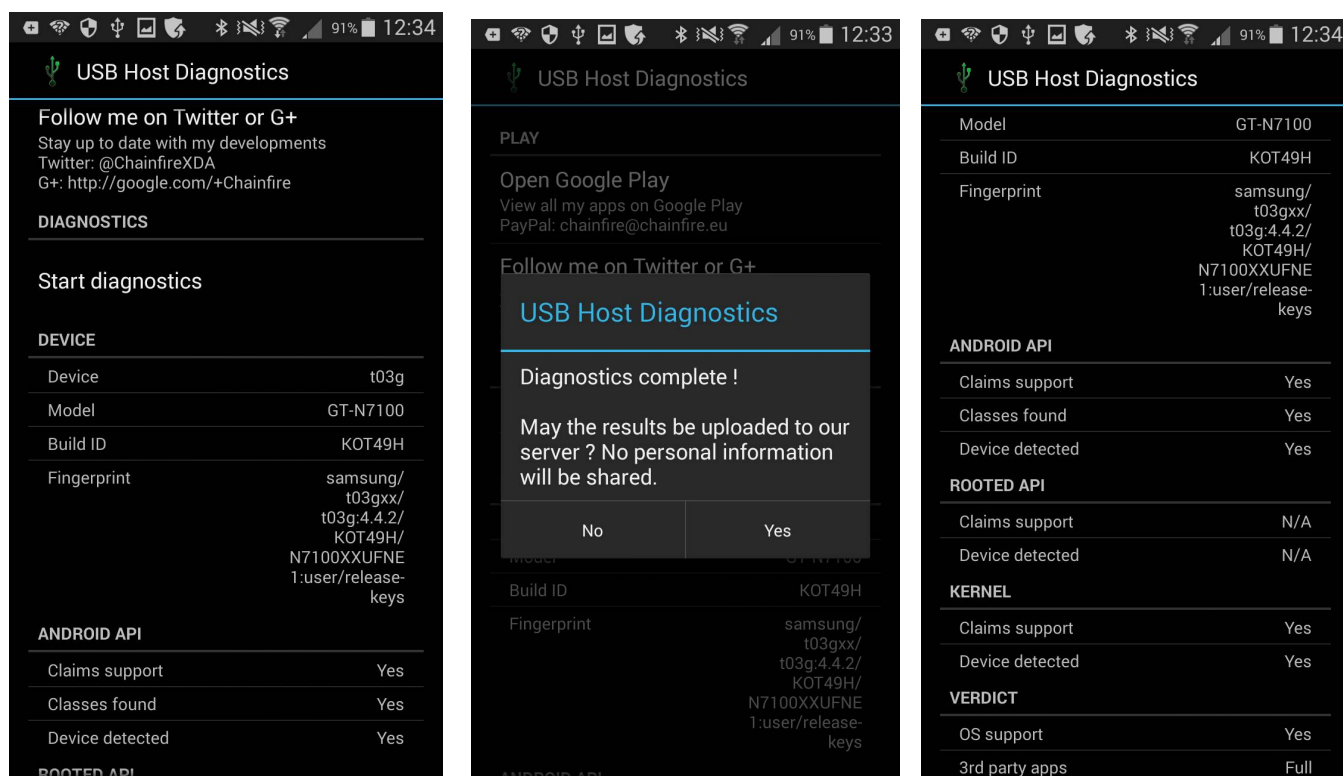 91% 12:34
USB Host Diagnostics
Follow me on Twitter or G+
Stay up to date with my developments
Twitter: @ChainfireXDA
G+: http://google.com/+Chainfire
DIAGNOSTICS
Start diagnostics
DEVICE
Device t03g
Model GT-N7100
Build ID KOT49H
Fingerprint samsung/
t03gxx/
t03g:4.4.2/
KOT49H/
N7100XXUFNE
1:user/release-
keys
ANDROID API
Claims support Yes
Classes found Yes
Device detected Yes
ROOTED API
91% 12:33
USB Host Diagnostics
PLAY
Open Google Play
View all my apps on Google Play
PayPal: chainfire@chainfire.eu
Follow me on Twitter or G+
USB Host Diagnostics
Diagnostics complete !
May the results be uploaded to our
server ? No personal information
will be shared.
No Yes
Model GT-N7100
Build ID KOT49H
Fingerprint samsung/
t03gxx/
t03g:4.4.2/
KOT49H/
N7100XXUFNE
1:user/release-
keys
ANDROID API
91% 12:34
USB Host Diagnostics
Model GT-N7100
Build ID KOT49H
Fingerprint samsung/
t03gxx/
t03g:4.4.2/
KOT49H/
N7100XXUFNE
1:user/release-
keys
ANDROID API
Claims support Yes
Classes found Yes
Device detected Yes
ROOTED API
Claims support N/A
Device detected N/A
KERNEL
Claims support Yes
Device detected Yes
VERDICT
OS support Yes
3rd party apps Full